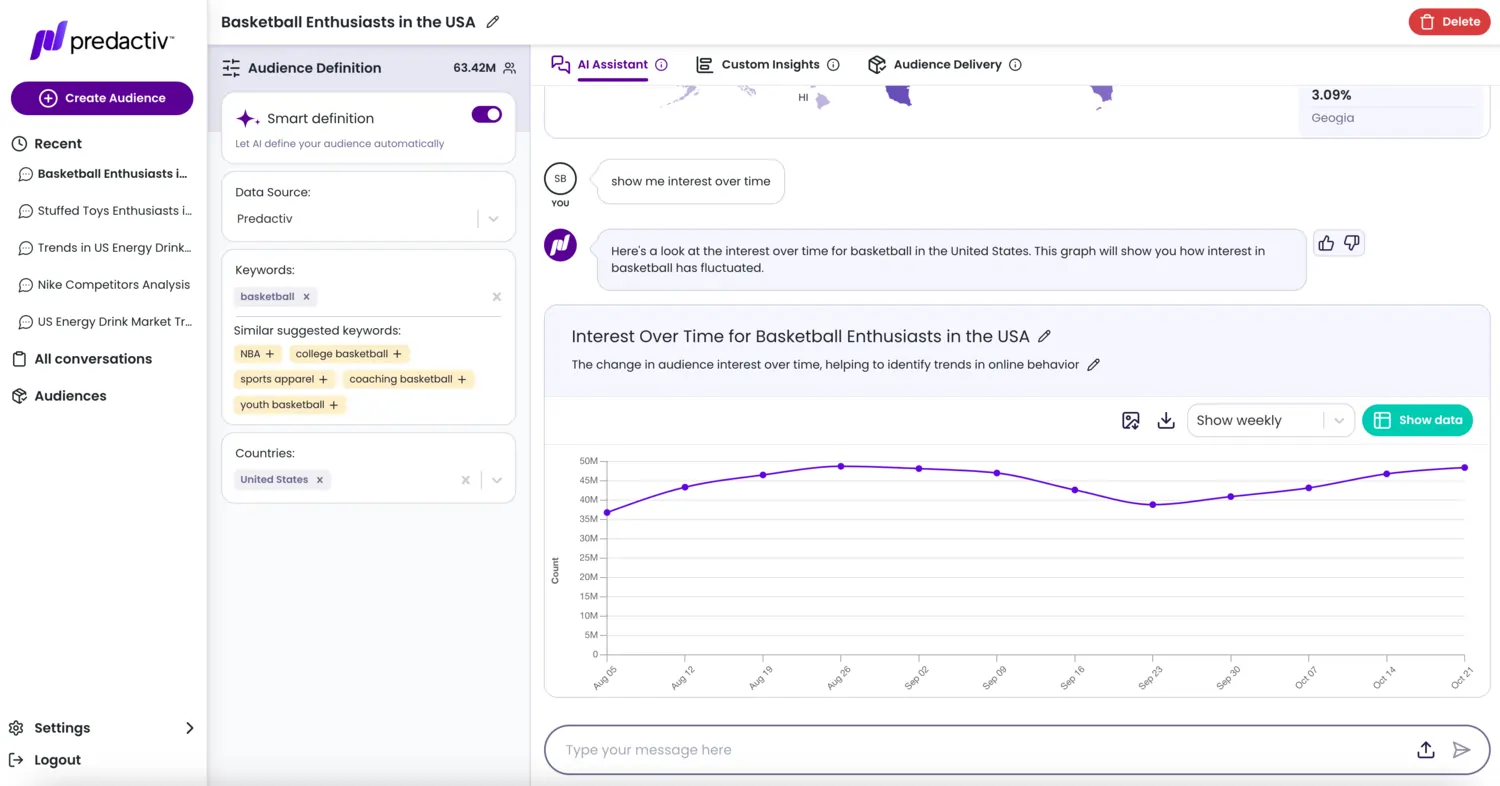 predactiv™
Create Audience
Recent
Basketball Enthusiasts i...
Stuffed Toys Enthusiasts i...
Trends in US Energy Drink...
Nike Competitors Analysis
US Energy Drink Market Tr...
All conversations
Audiences
Settings
Logout
Basketball Enthusiasts in the USA
Delete
Audience Definition
63.42M
Smart definition
Let AI define your audience automatically
Data Source:
Predactiv
Keywords:
basketball ×
Similar suggested keywords:
NBA +
college basketball +
sports apparel +
coaching basketball +
youth basketball +
Countries:
United States ×
AI Assistant
Custom Insights
Audience Delivery
HI
3.09%
Geogia
SB
YOU
show me interest over time
Here's a look at the interest over time for basketball in the United States. This graph will show you how interest in
basketball has fluctuated.
Interest Over Time for Basketball Enthusiasts in the USA
The change in audience interest over time, helping to identify trends in online behavior
Show weekly
Show data
Count
50M
45M
40M
35M
30M
25M
20M
15M
10M
5M
0
Aug 05
Aug 12
Aug 19
Aug 26
Sep 02
Sep 09
Sep 16
Sep 23
Sep 30
Oct 07
Oct 14
Oct 21
Type your message here